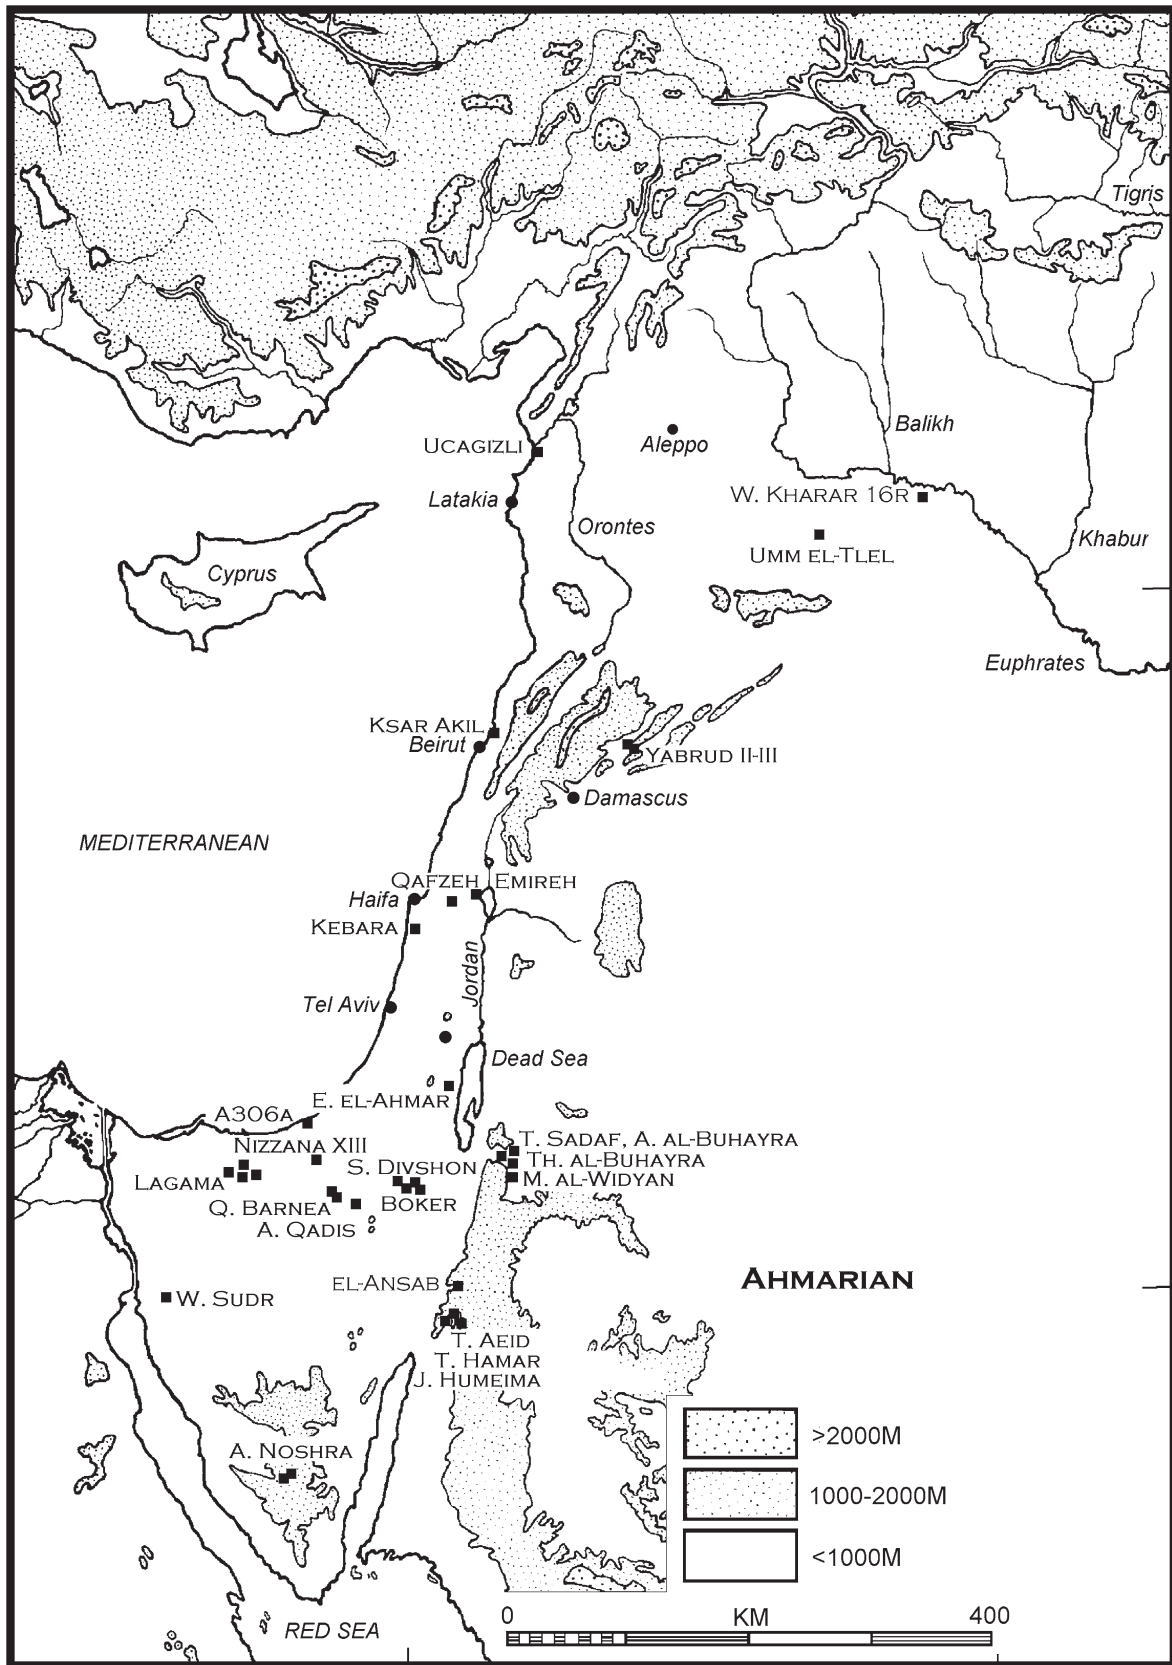 Tigris
UCAGIZLI
Aleppo
Balikh
Latakia
W. KHARAR 16R
Orontes
Khabur
UMM EL-TLEL
Cyprus
Euphrates
KSAR AKIL
Beirut
YABRUD II-III
Damascus
MEDITERRANEAN
QAFZEH
EMIREH
Haifa
KEBARA
Jordan
Tel Aviv
Dead Sea
E. EL-AHMAR
A306A
NIZZANA XIII
T. SADAF, A. AL-BUHAYRA
TH. AL-BUHAYRA
S. DIVSHON
M. AL-WIDYAN
LAGAMA
Q. BARNEA
BOKER
A. QADIS
EL-ANSAB
AHMARIAN
W. SUDR
T. AEID
T. HAMAR
J. HUMEIMA
>2000M
A. NOSHRA
1000-2000M
<1000M
0 KM 400
RED SEA